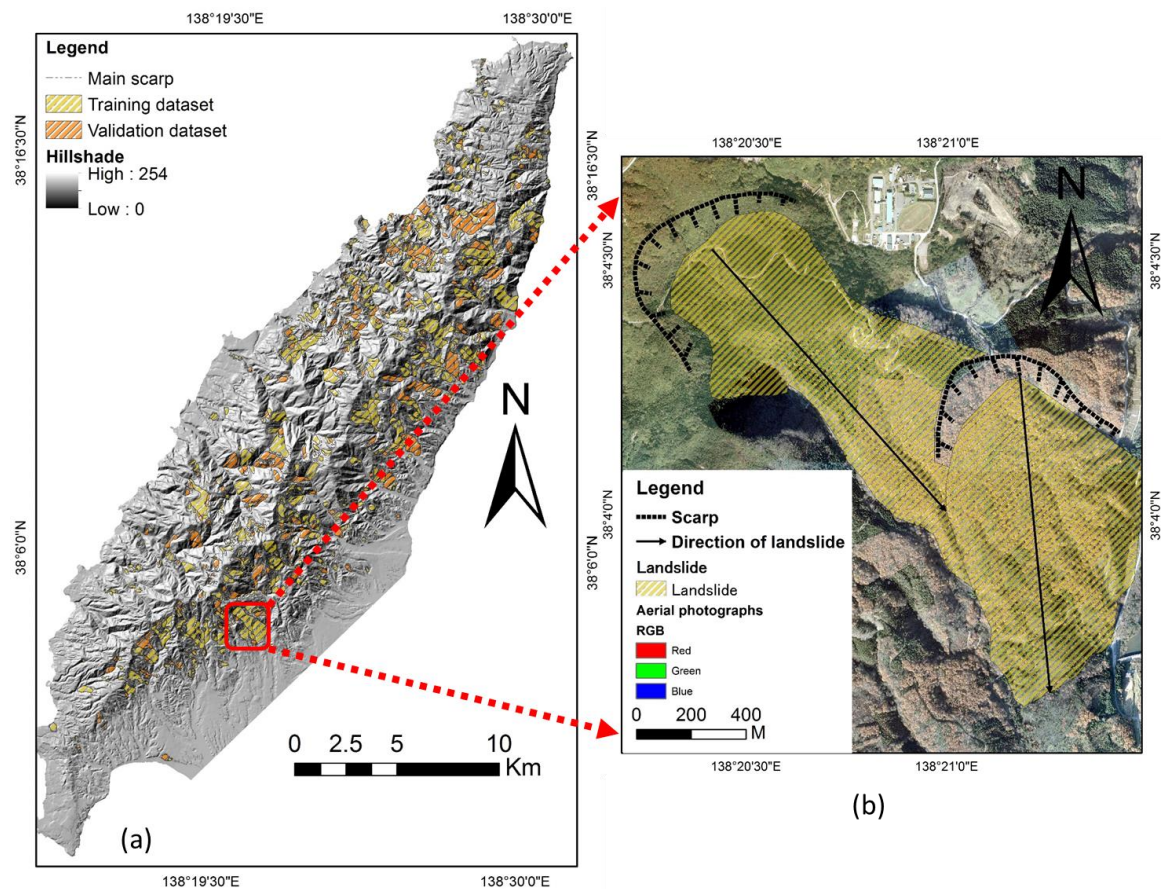 138°19'30"E
138°30'0"E
Legend
Main scarp
Training dataset
Validation dataset
Hillshade
High : 254
Low : 0
38°16'30"N
38°6'0"N
N
0 2.5 5 10
Km
(a)
138°19'30"E
138°30'0"E
38°16'30"N
38°6'0"N
138°20'30"E
138°21'0"E
38°4'30"N
38°4'0"N
N
Legend
Scarp
Direction of landslide
Landslide
Landslide
Aerial photographs
RGB
Red
Green
Blue
0 200 400
M
38°4'30"N
38°4'0"N
138°20'30"E
138°21'0"E
(b)